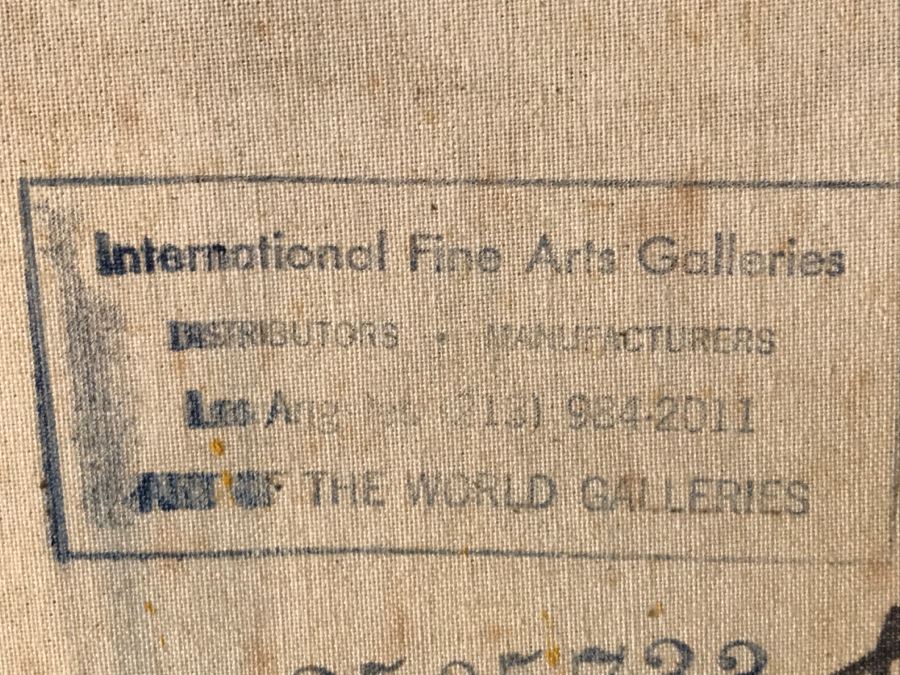 International Fine Arts Galleries
DISTRIBUTORS • MANUFACTURERS
Los Angeles (213) 984-2011
ART OF THE WORLD GALLERIES